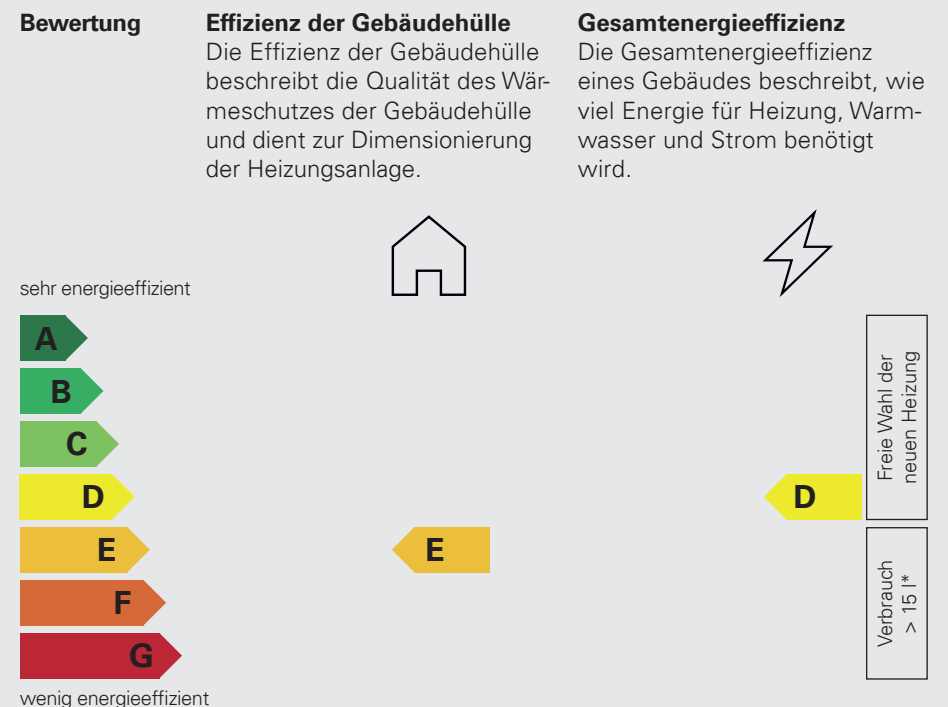 Bewertung
Effizienz der Gebäudehülle
Die Effizienz der Gebäudehülle
beschreibt die Qualität des Wär-
meschutzes der Gebäudehülle
und dient zur Dimensionierung
der Heizungsanlage.
Gesamtenergieeffizienz
Die Gesamtenergieeffizienz
eines Gebäudes beschreibt, wie
viel Energie für Heizung, Warm-
wasser und Strom benötigt
wird.
sehr energieeffizient
A
B
C
D
E
F
G
wenig energieeffizient
E
D
Freie Wahl der
neuen Heizung
Verbrauch
> 15 l*